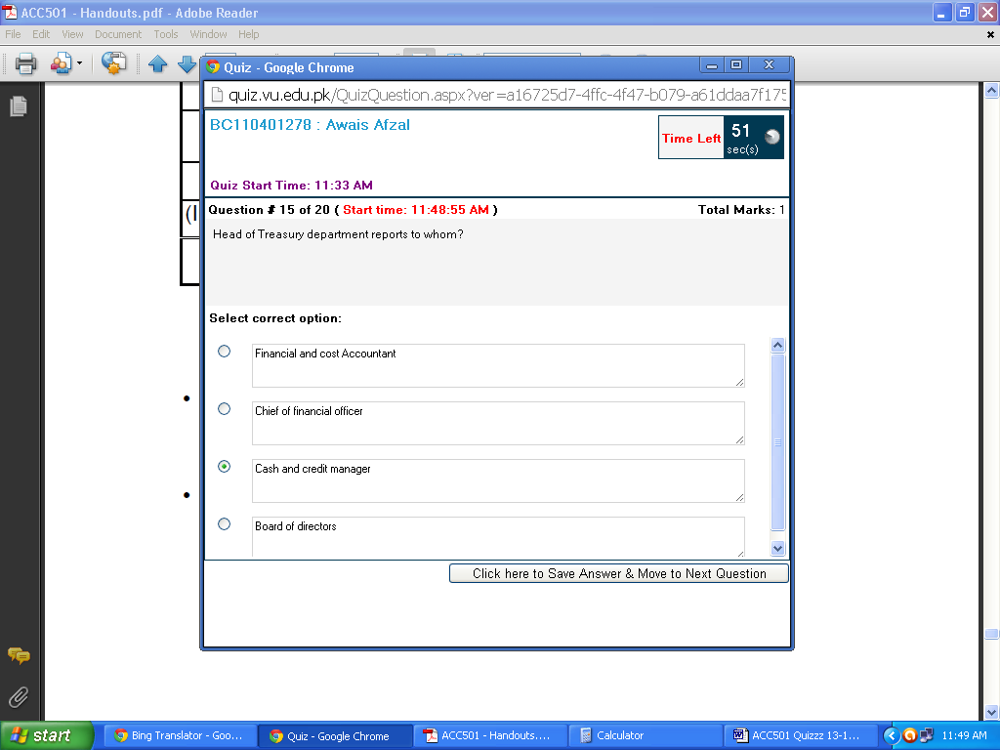 ACC501 - Handouts.pdf - Adobe Reader
File Edit View Document Tools Window Help
Quiz - Google Chrome
quiz.vu.edu.pk/QuizQuestion.aspx?ver=a16725d7-4ffc-4f47-b079-a61ddaa7f175
BC110401278 : Awais Afzal
Time Left 51 sec(s)
Quiz Start Time: 11:33 AM
Question # 15 of 20 ( Start time: 11:48:55 AM ) Total Marks: 1
Head of Treasury department reports to whom?
(I
Select correct option:
Financial and cost Accountant
Chief of financial officer
Cash and credit manager
Board of directors
Click here to Save Answer & Move to Next Question
start Bing Translator - Goo... Quiz - Google Chrome ACC501 - Handouts.... Calculator ACC501 Quizzz 13-1... 11:49 AM